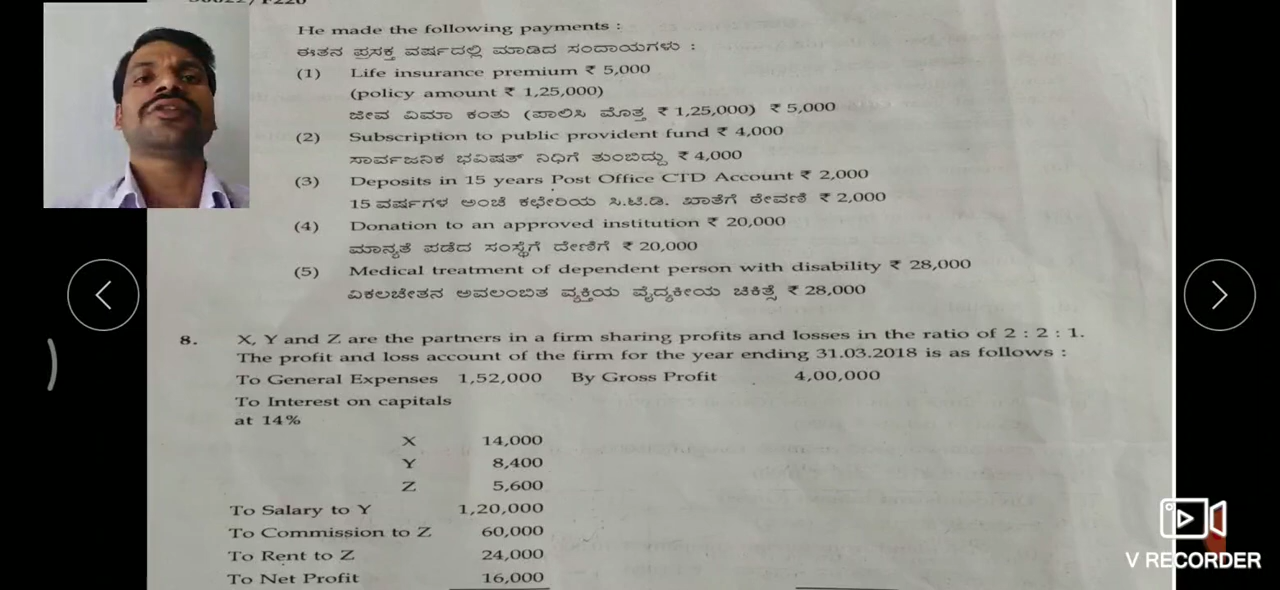 He made the following payments :
ಈತನ ಪ್ರಸಕ್ತ ವರ್ಷದಲ್ಲಿ ಮಾಡಿದ ಸಂದಾಯಗಳು :
(1) Life insurance premium ₹ 5,000
(policy amount ₹ 1,25,000)
ಜೀವ ವಿಮಾ ಕಂತು (ಪಾಲಿಸಿ ಮೊತ್ತ ₹ 1,25,000) ₹ 5,000
(2) Subscription to public provident fund ₹ 4,000
ಸಾರ್ವಜನಿಕ ಭವಿಷತ್ ನಿಧಿಗೆ ತುಂಬಿದ್ದು ₹ 4,000
(3) Deposits in 15 years Post Office CTD Account ₹ 2,000
15 ವರ್ಷಗಳ ಅಂಚೆ ಕಛೇರಿಯ ಸಿ.ಟಿ.ಡಿ. ಖಾತೆಗೆ ಠೇವಣಿ ₹ 2,000
(4) Donation to an approved institution ₹ 20,000
ಮಾನ್ಯತೆ ಪಡೆದ ಸಂಸ್ಥೆಗೆ ದೇಣಿಗೆ ₹ 20,000
(5) Medical treatment of dependent person with disability ₹ 28,000
ವಿಕಲಚೇತನ ಅವಲಂಬಿತ ವ್ಯಕ್ತಿಯ ವೈದ್ಯಕೀಯ ಚಿಕಿತ್ಸೆ ₹ 28,000
8. X, Y and Z are the partners in a firm sharing profits and losses in the ratio of 2 : 2 : 1.
The profit and loss account of the firm for the year ending 31.03.2018 is as follows :
To General Expenses 1,52,000 By Gross Profit 4,00,000
To Interest on capitals
at 14%
X 14,000
Y 8,400
Z 5,600
To Salary to Y 1,20,000
To Commission to Z 60,000
To Rent to Z 24,000
To Net Profit 16,000
V RECORDER